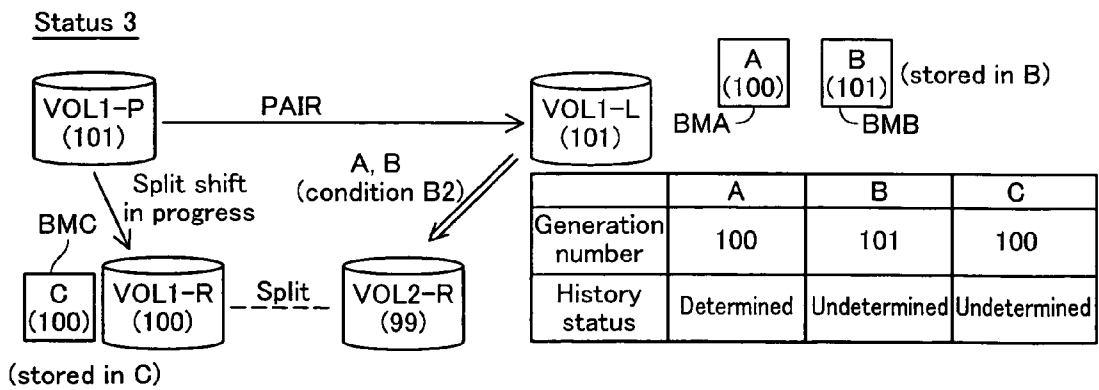 Status 3
VOL1-P
(101)
PAIR
VOL1-L
(101)
A
(100)
B
(101)
(stored in B)
BMA
BMB
A, B
(condition B2)
Split shift
in progress
BMC
C
(100)
VOL1-R
(100)
Split
VOL2-R
(99)
(stored in C)
A B C
Generation
number
100 101 100
History
status
Determined Undetermined Undetermined